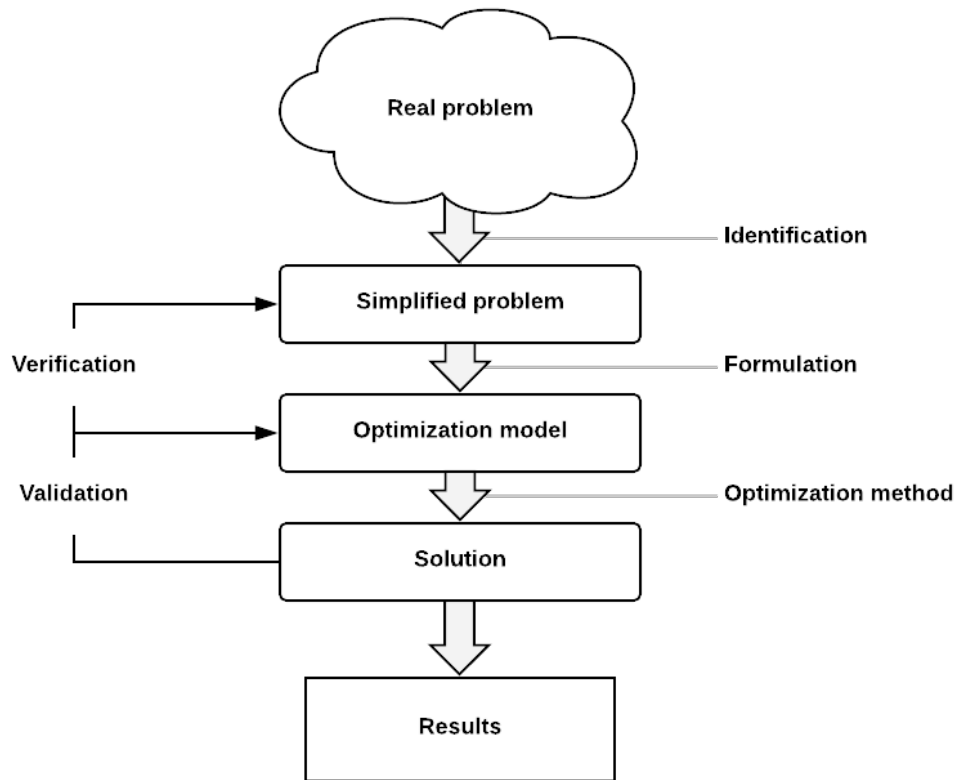 Real problem
Identification
Simplified problem
Verification
Formulation
Optimization model
Validation
Optimization method
Solution
Results